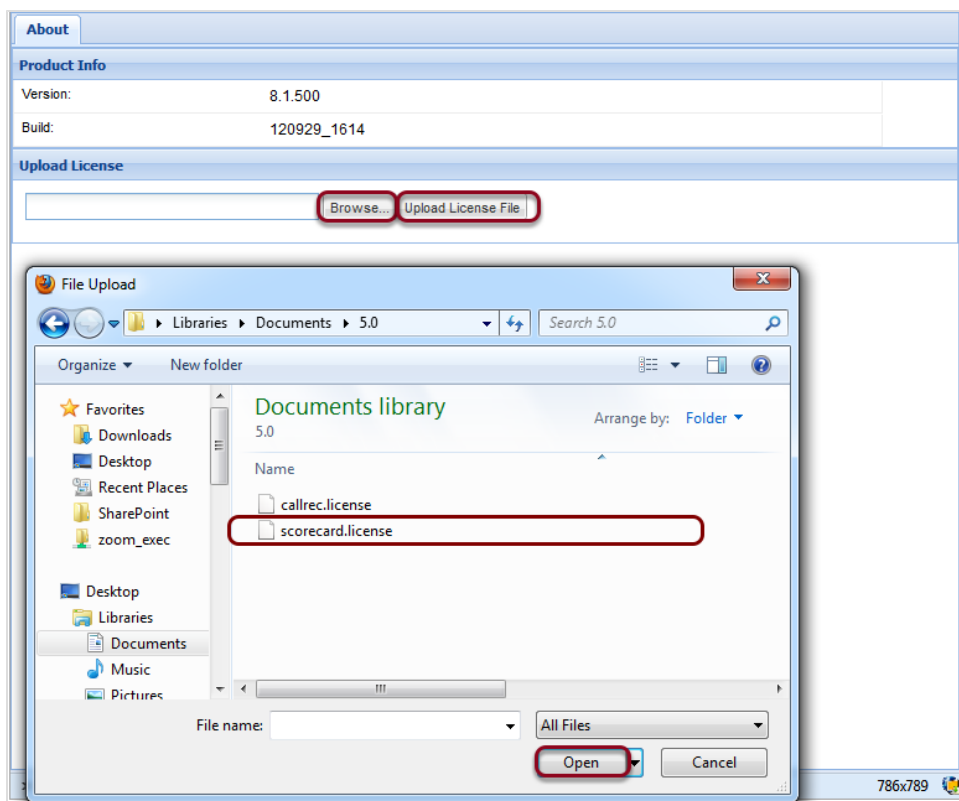 About
Product Info
Version: 8.1.500
Build: 120929_1614
Upload License
Browse... Upload License File
File Upload
Libraries Documents 5.0 Search 5.0
Organize New folder
Favorites
Downloads
Desktop
Recent Places
SharePoint
zoom_exec
Desktop
Libraries
Documents
Music
Pictures
Documents library
5.0
Arrange by: Folder
Name
callrec.license
scorecard.license
File name: All Files
Open Cancel
786x789